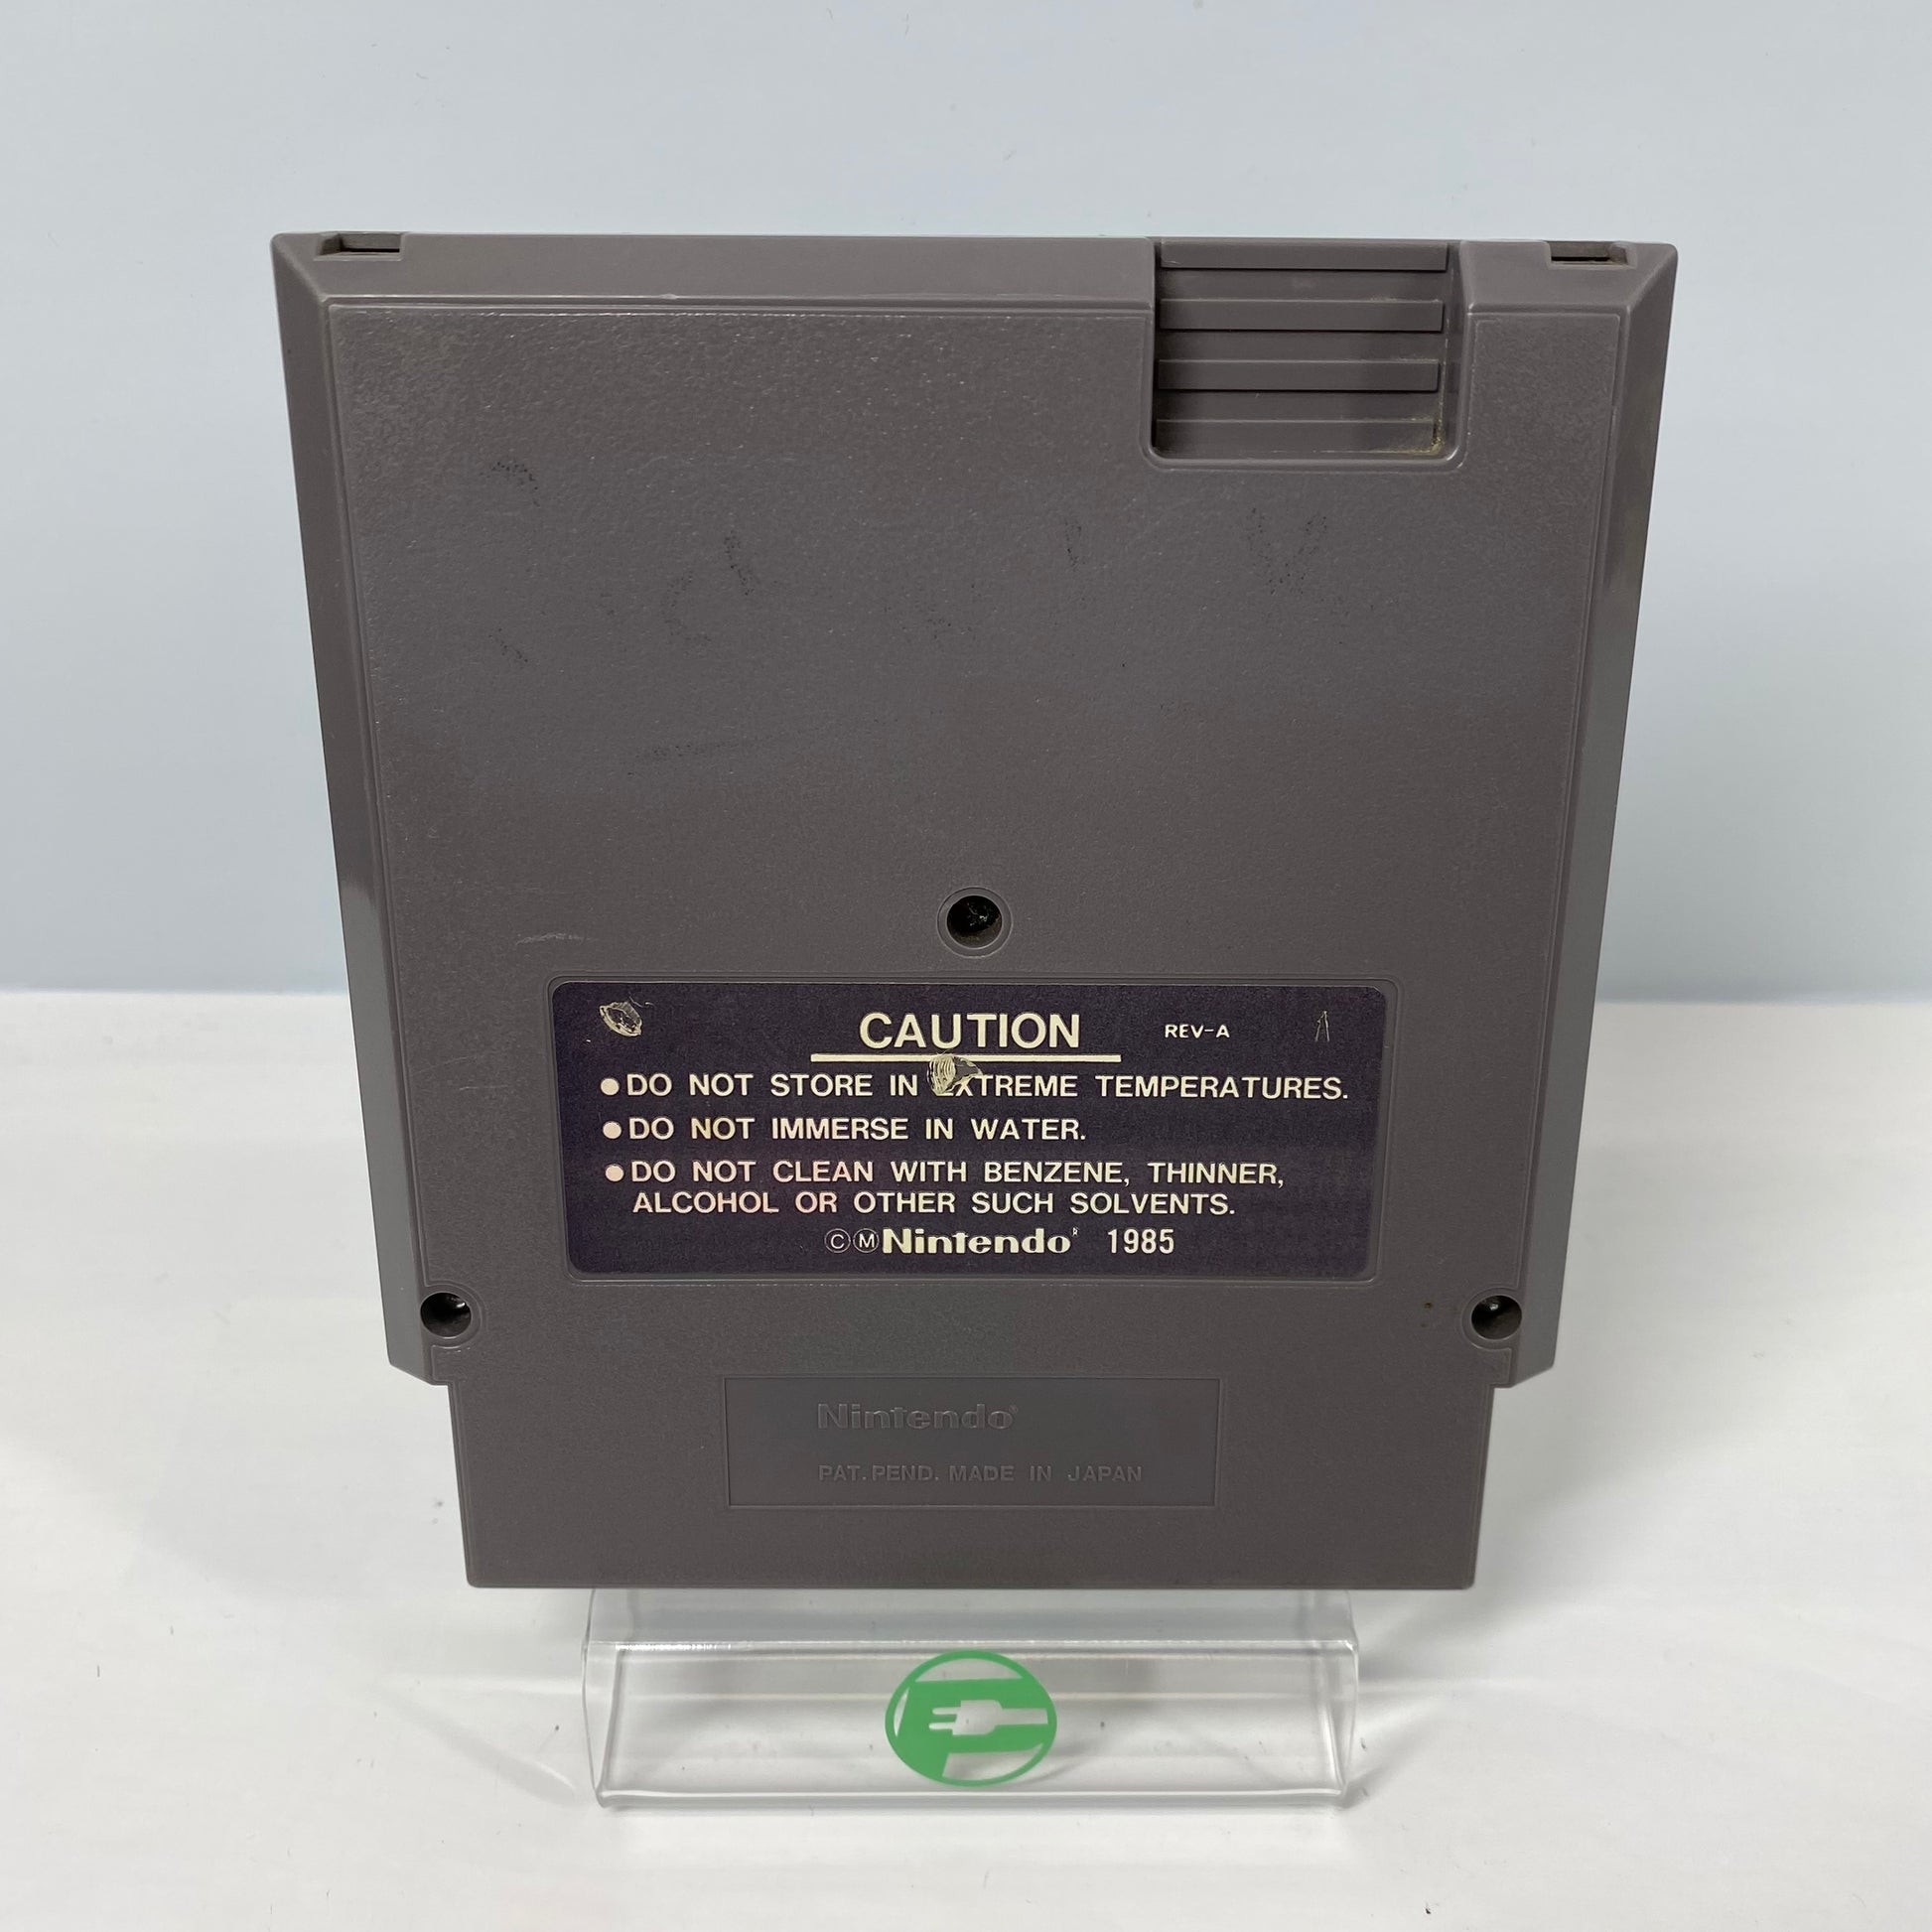 CAUTION REV-A
●DO NOT STORE IN EXTREME TEMPERATURES.
●DO NOT IMMERSE IN WATER.
●DO NOT CLEAN WITH BENZENE, THINNER,
ALCOHOL OR OTHER SUCH SOLVENTS.
ⒸⓂNintendo® 1985
Nintendo®
PAT. PEND. MADE IN JAPAN